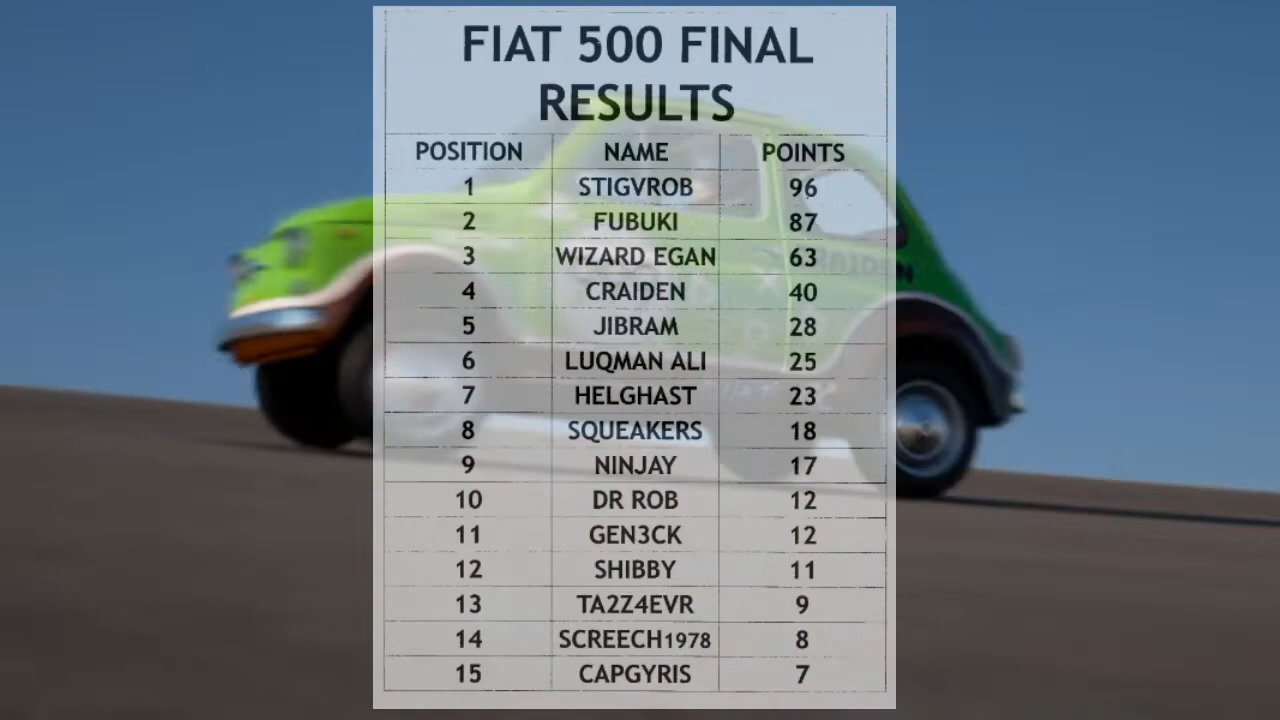 FIAT 500 FINAL
RESULTS
POSITION NAME POINTS
1 STIGVROB 96
2 FUBUKI 87
3 WIZARD EGAN 63
4 CRAIDEN 40
5 JIBRAM 28
6 LUQMAN ALI 25
7 HELGHAST 23
8 SQUEAKERS 18
9 NINJAY 17
10 DR ROB 12
11 GEN3CK 12
12 SHIBBY 11
13 TA2Z4EVR 9
14 SCREECH1978 8
15 CAPGYRIS 7